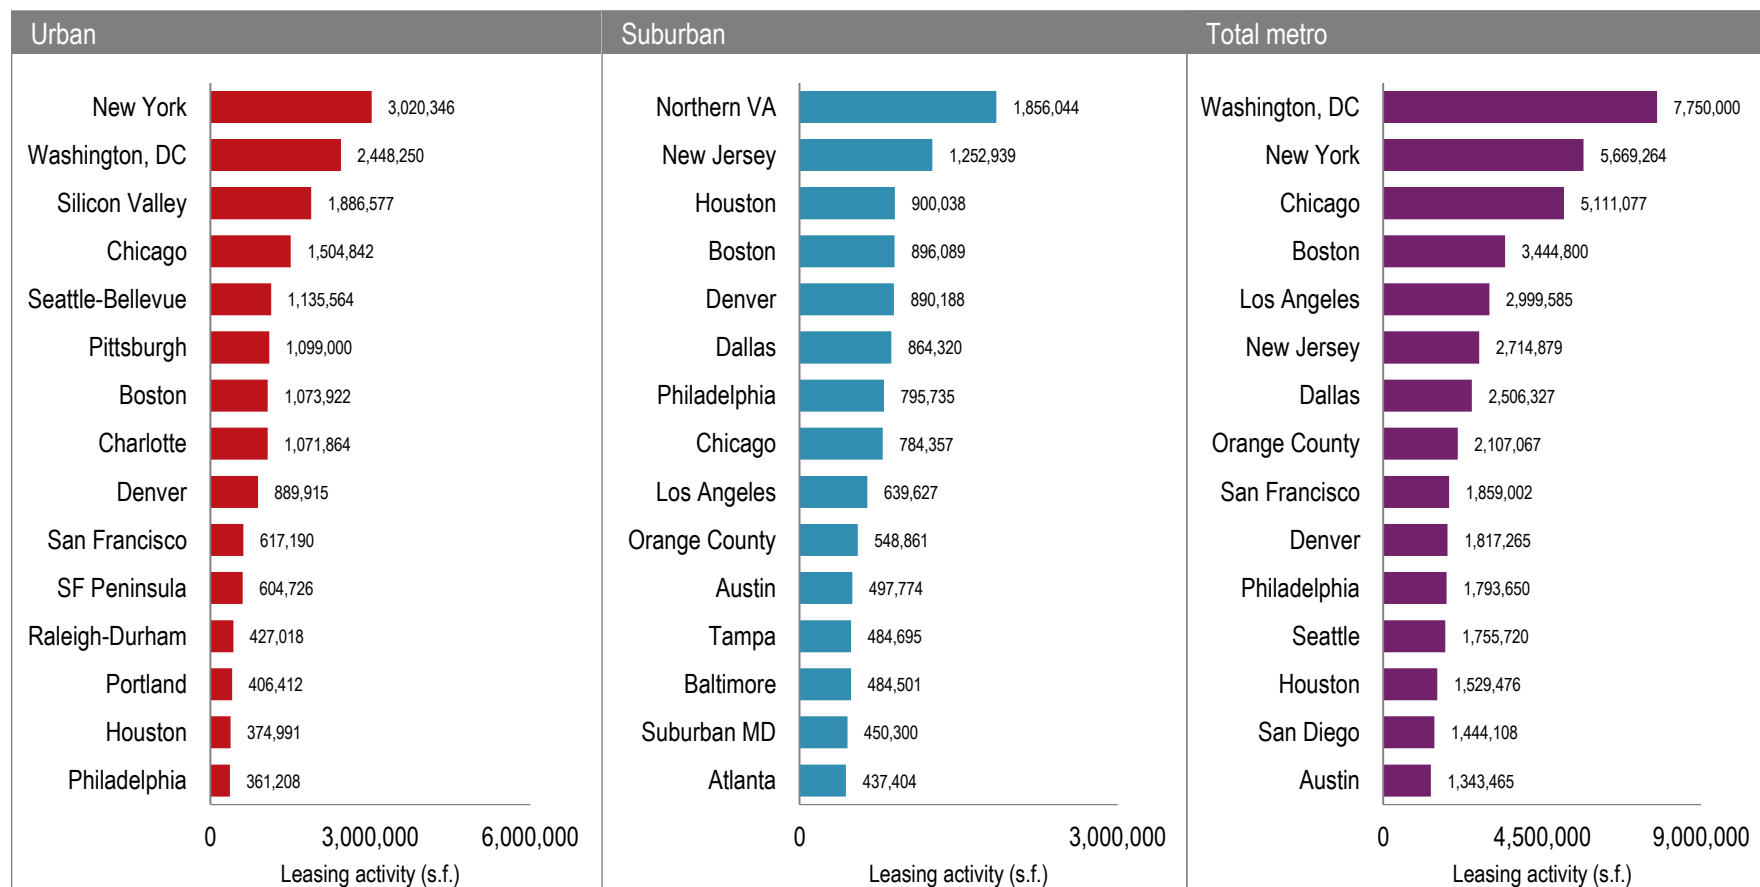 Urban
New York 3,020,346
Washington, DC 2,448,250
Silicon Valley 1,886,577
Chicago 1,504,842
Seattle-Bellevue 1,135,564
Pittsburgh 1,099,000
Boston 1,073,922
Charlotte 1,071,864
Denver 889,915
San Francisco 617,190
SF Peninsula 604,726
Raleigh-Durham 427,018
Portland 406,412
Houston 374,991
Philadelphia 361,208
0 3,000,000 6,000,000
Leasing activity (s.f.)
Suburban
Northern VA 1,856,044
New Jersey 1,252,939
Houston 900,038
Boston 896,089
Denver 890,188
Dallas 864,320
Philadelphia 795,735
Chicago 784,357
Los Angeles 639,627
Orange County 548,861
Austin 497,774
Tampa 484,695
Baltimore 484,501
Suburban MD 450,300
Atlanta 437,404
0 3,000,000
Leasing activity (s.f.)
Total metro
Washington, DC 7,750,000
New York 5,669,264
Chicago 5,111,077
Boston 3,444,800
Los Angeles 2,999,585
New Jersey 2,714,879
Dallas 2,506,327
Orange County 2,107,067
San Francisco 1,859,002
Denver 1,817,265
Philadelphia 1,793,650
Seattle 1,755,720
Houston 1,529,476
San Diego 1,444,108
Austin 1,343,465
0 4,500,000 9,000,000
Leasing activity (s.f.)